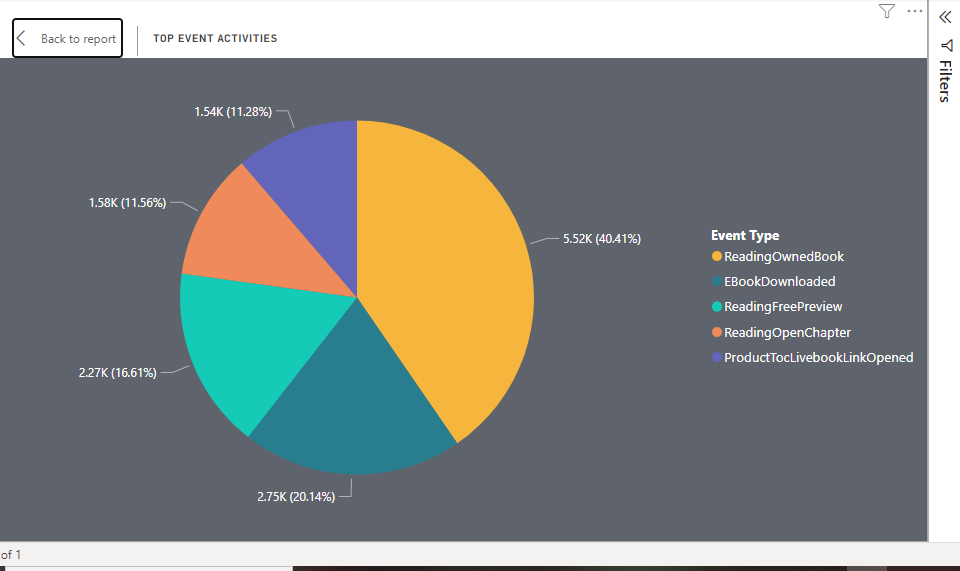 Back to report
TOP EVENT ACTIVITIES
Filters
1.54K (11.28%)
1.58K (11.56%)
5.52K (40.41%)
2.27K (16.61%)
2.75K (20.14%)
Event Type
ReadingOwnedBook
EBookDownloaded
ReadingFreePreview
ReadingOpenChapter
ProductTocLivebookLinkOpened
of 1